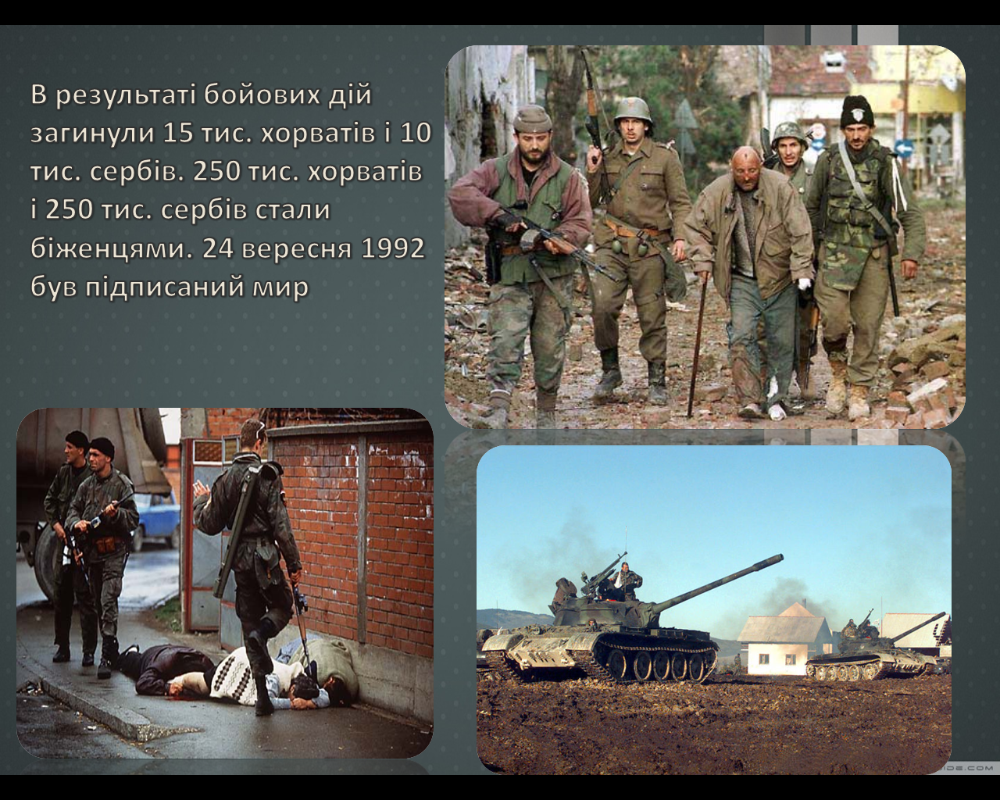 В результаті бойових дій
загинули 15 тис. хорватів і 10
тис. сербів. 250 тис. хорватів
і 250 тис. сербів стали
біженцями. 24 вересня 1992
був підписаний мир